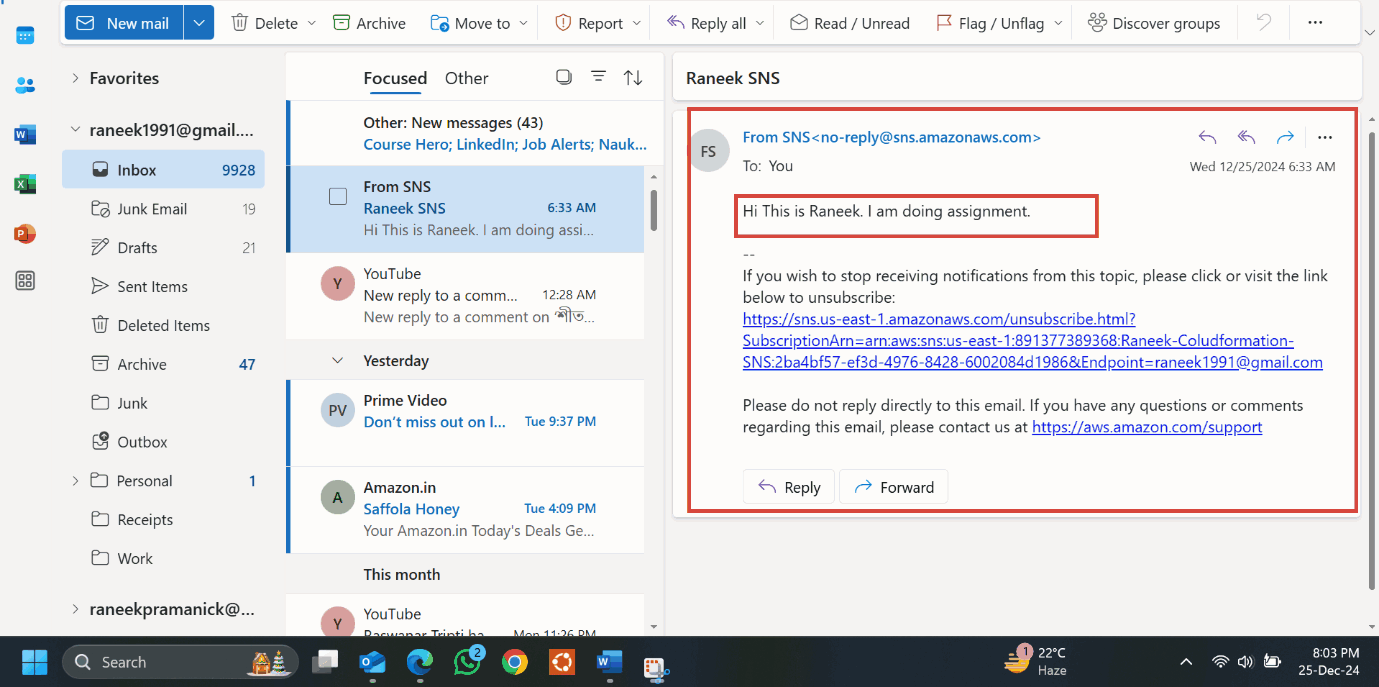 New mail
Delete
Archive
Move to
Report
Reply all
Read / Unread
Flag / Unflag
Discover groups
Favorites
raneek1991@gmail....
Inbox 9928
Junk Email 19
Drafts 21
Sent Items
Deleted Items
Archive 47
Junk
Outbox
Personal 1
Receipts
Work
raneekpramanick@...
Focused Other
Other: New messages (43)
Course Hero; LinkedIn; Job Alerts; Nauk...
From SNS
Raneek SNS 6:33 AM
Hi This is Raneek. I am doing assi...
Y
YouTube
New reply to a comm... 12:28 AM
New reply to a comment on
Yesterday
PV
Prime Video
Don't miss out on l... Tue 9:37 PM
A
Amazon.in
Saffola Honey Tue 4:09 PM
Your Amazon.in Today's Deals Ge...
This month
Y
YouTube
Raneek SNS
FS
From SNS<no-reply@sns.amazonaws.com>
To: You
Wed 12/25/2024 6:33 AM
Hi This is Raneek. I am doing assignment.
--
If you wish to stop receiving notifications from this topic, please click or visit the link
below to unsubscribe:
https://sns.us-east-1.amazonaws.com/unsubscribe.html?
SubscriptionArn=arn:aws:sns:us-east-1:891377389368:Raneek-Coludformation-
SNS:2ba4bf57-ef3d-4976-8428-6002084d1986&Endpoint=raneek1991@gmail.com
Please do not reply directly to this email. If you have any questions or comments
regarding this email, please contact us at https://aws.amazon.com/support
Reply
Forward
Search
2
1
22°C
Haze
8:03 PM
25-Dec-24